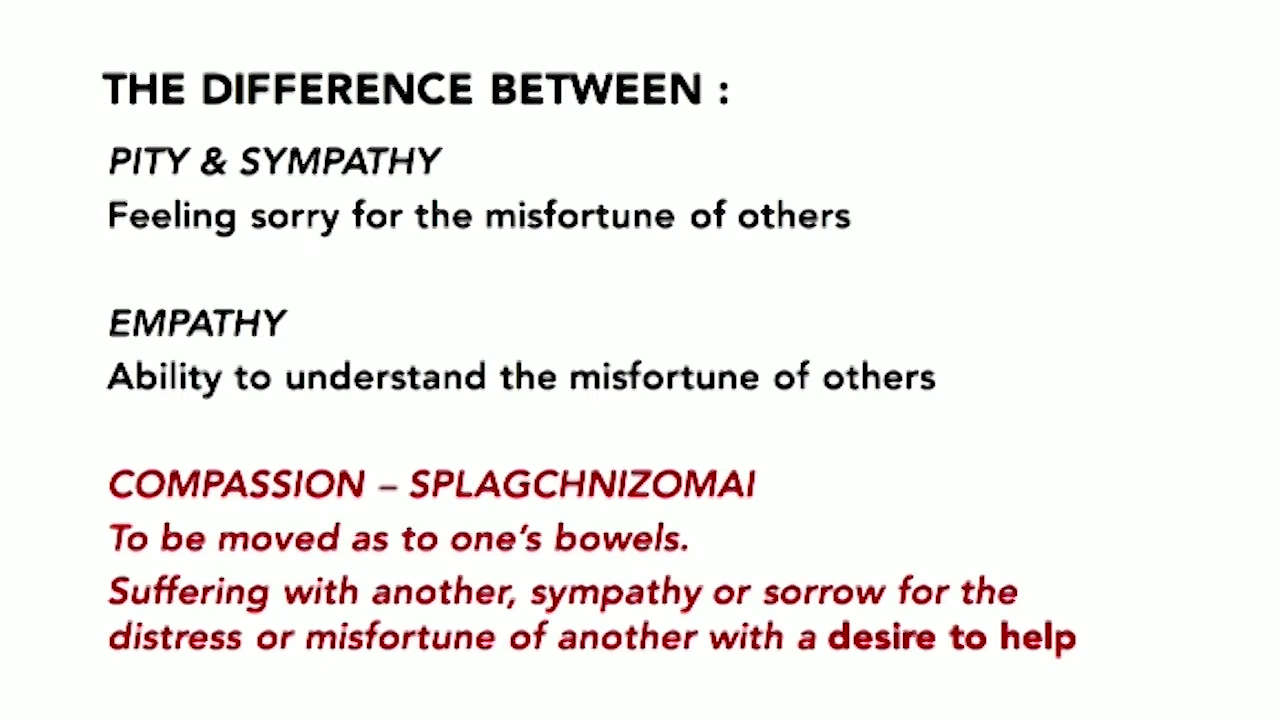 THE DIFFERENCE BETWEEN :
PITY & SYMPATHY
Feeling sorry for the misfortune of others
EMPATHY
Ability to understand the misfortune of others
COMPASSION – SPLAGCHNIZOMAI
To be moved as to one's bowels.
Suffering with another, sympathy or sorrow for the
distress or misfortune of another with a desire to help